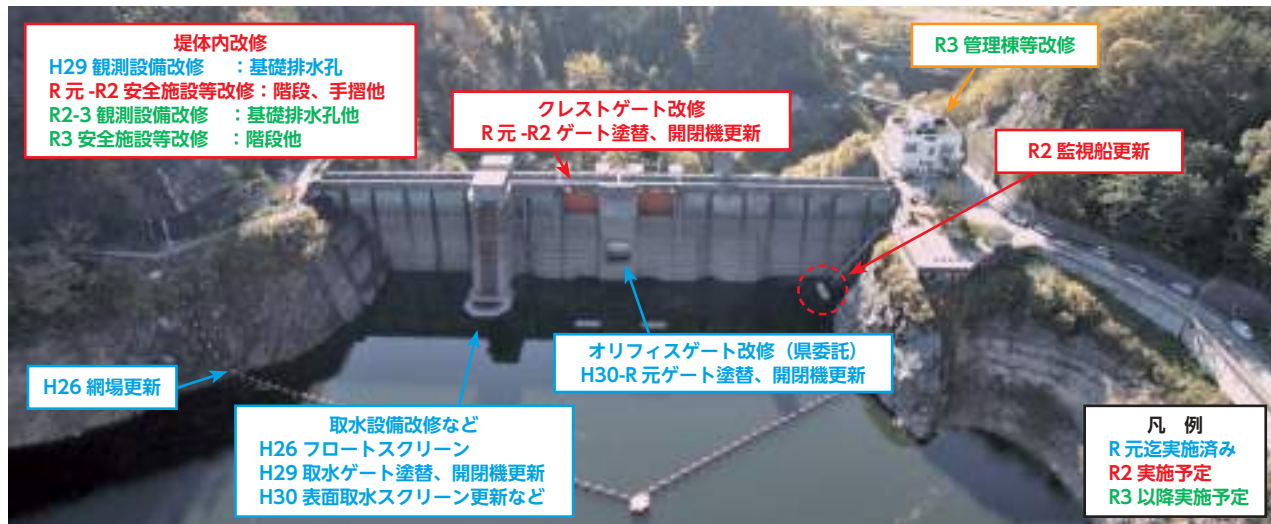 堤体内改修
H29 観測設備改修 ：基礎排水孔
R 元 -R2 安全施設等改修：階段、手摺他
R2-3 観測設備改修 ：基礎排水孔他
R3 安全施設等改修 ：階段他
R3 管理棟等改修
クレストゲート改修
R 元 -R2 ゲート塗替、開閉機更新
R2 監視船更新
オリフィスゲート改修（県委託）
H30-R 元ゲート塗替、開閉機更新
H26 網場更新
取水設備改修など
H26 フロートスクリーン
H29 取水ゲート塗替、開閉機更新
H30 表面取水スクリーン更新など
凡 例
R 元迄実施済み
R2 実施予定
R3 以降実施予定